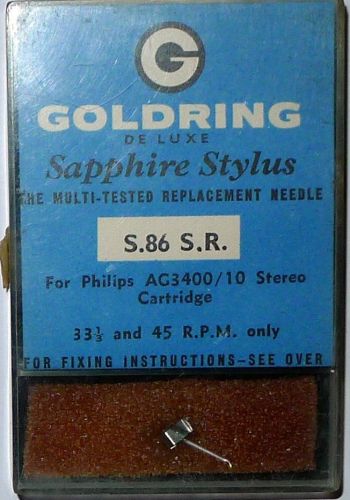 G
GOLDRING
DE LUXE
Sapphire Stylus
THE MULTI-TESTED REPLACEMENT NEEDLE
S.86 S.R.
For Philips AG3400/10 Stereo
Cartridge
33⅓ and 45 R.P.M. only
FOR FIXING INSTRUCTIONS-SEE OVER